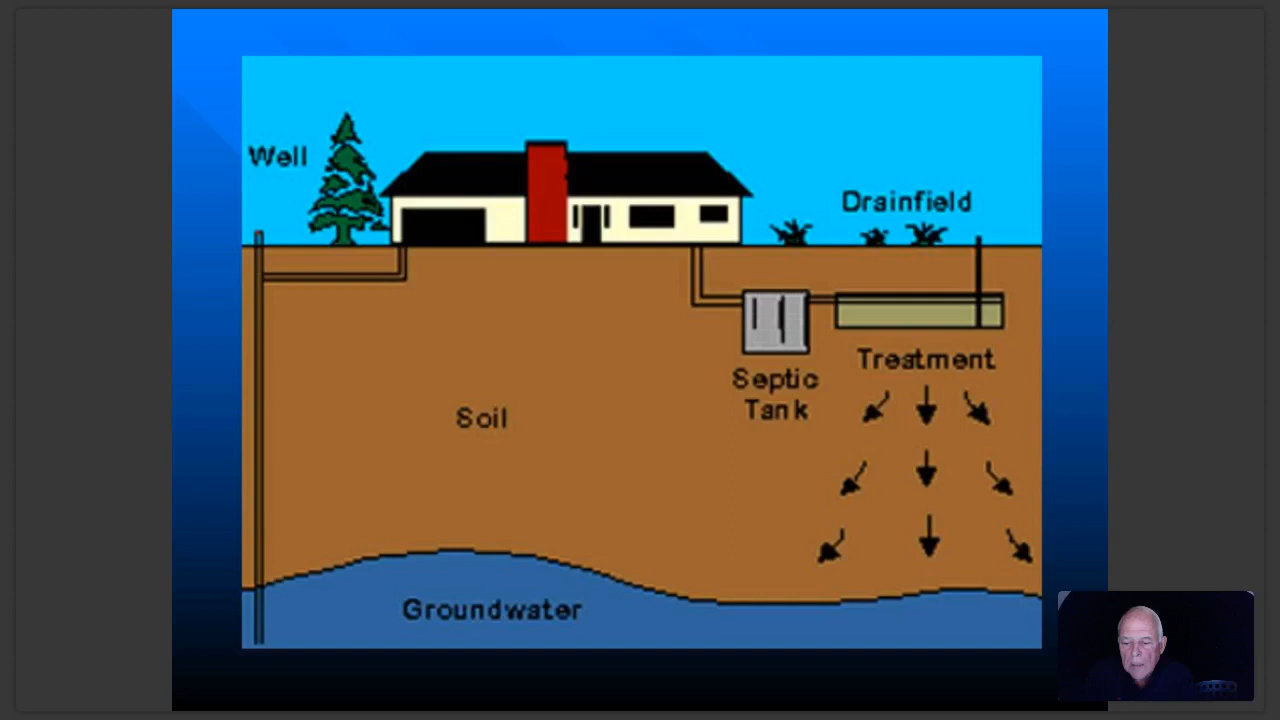 Well
Drainfield
Treatment
Septic
Tank
Soil
Groundwater